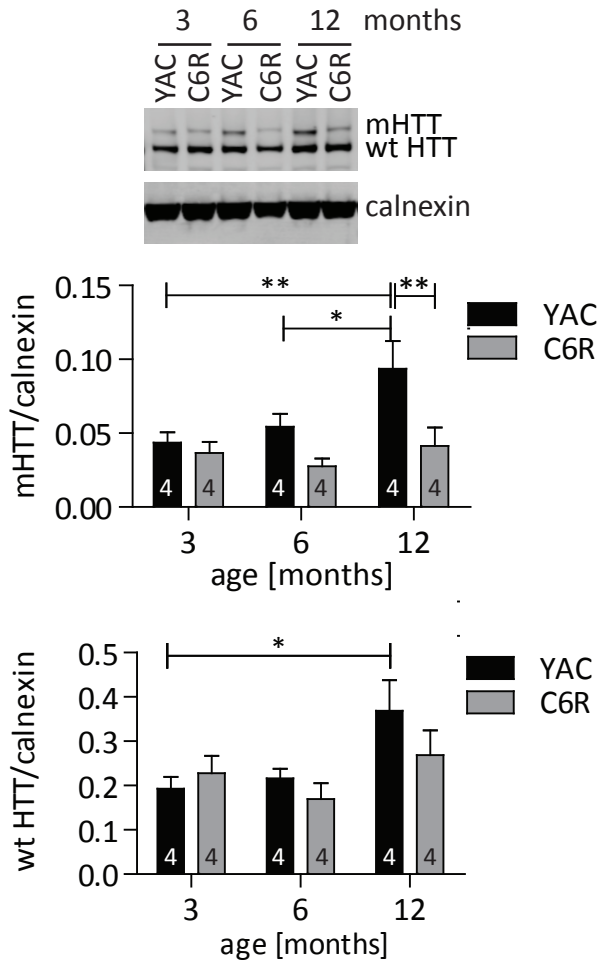 3 6 12 months
YAC C6R YAC C6R YAC C6R
mHTT
wt HTT
calnexin
mHTT/calnexin
0.15
0.10
0.05
0.00
** * **
YAC
C6R
4 4 4 4 4 4
3 6 12
age [months]
wt HTT/calnexin
0.5
0.4
0.3
0.2
0.1
0.0
*
YAC
C6R
4 4 4 4 4 4
3 6 12
age [months]